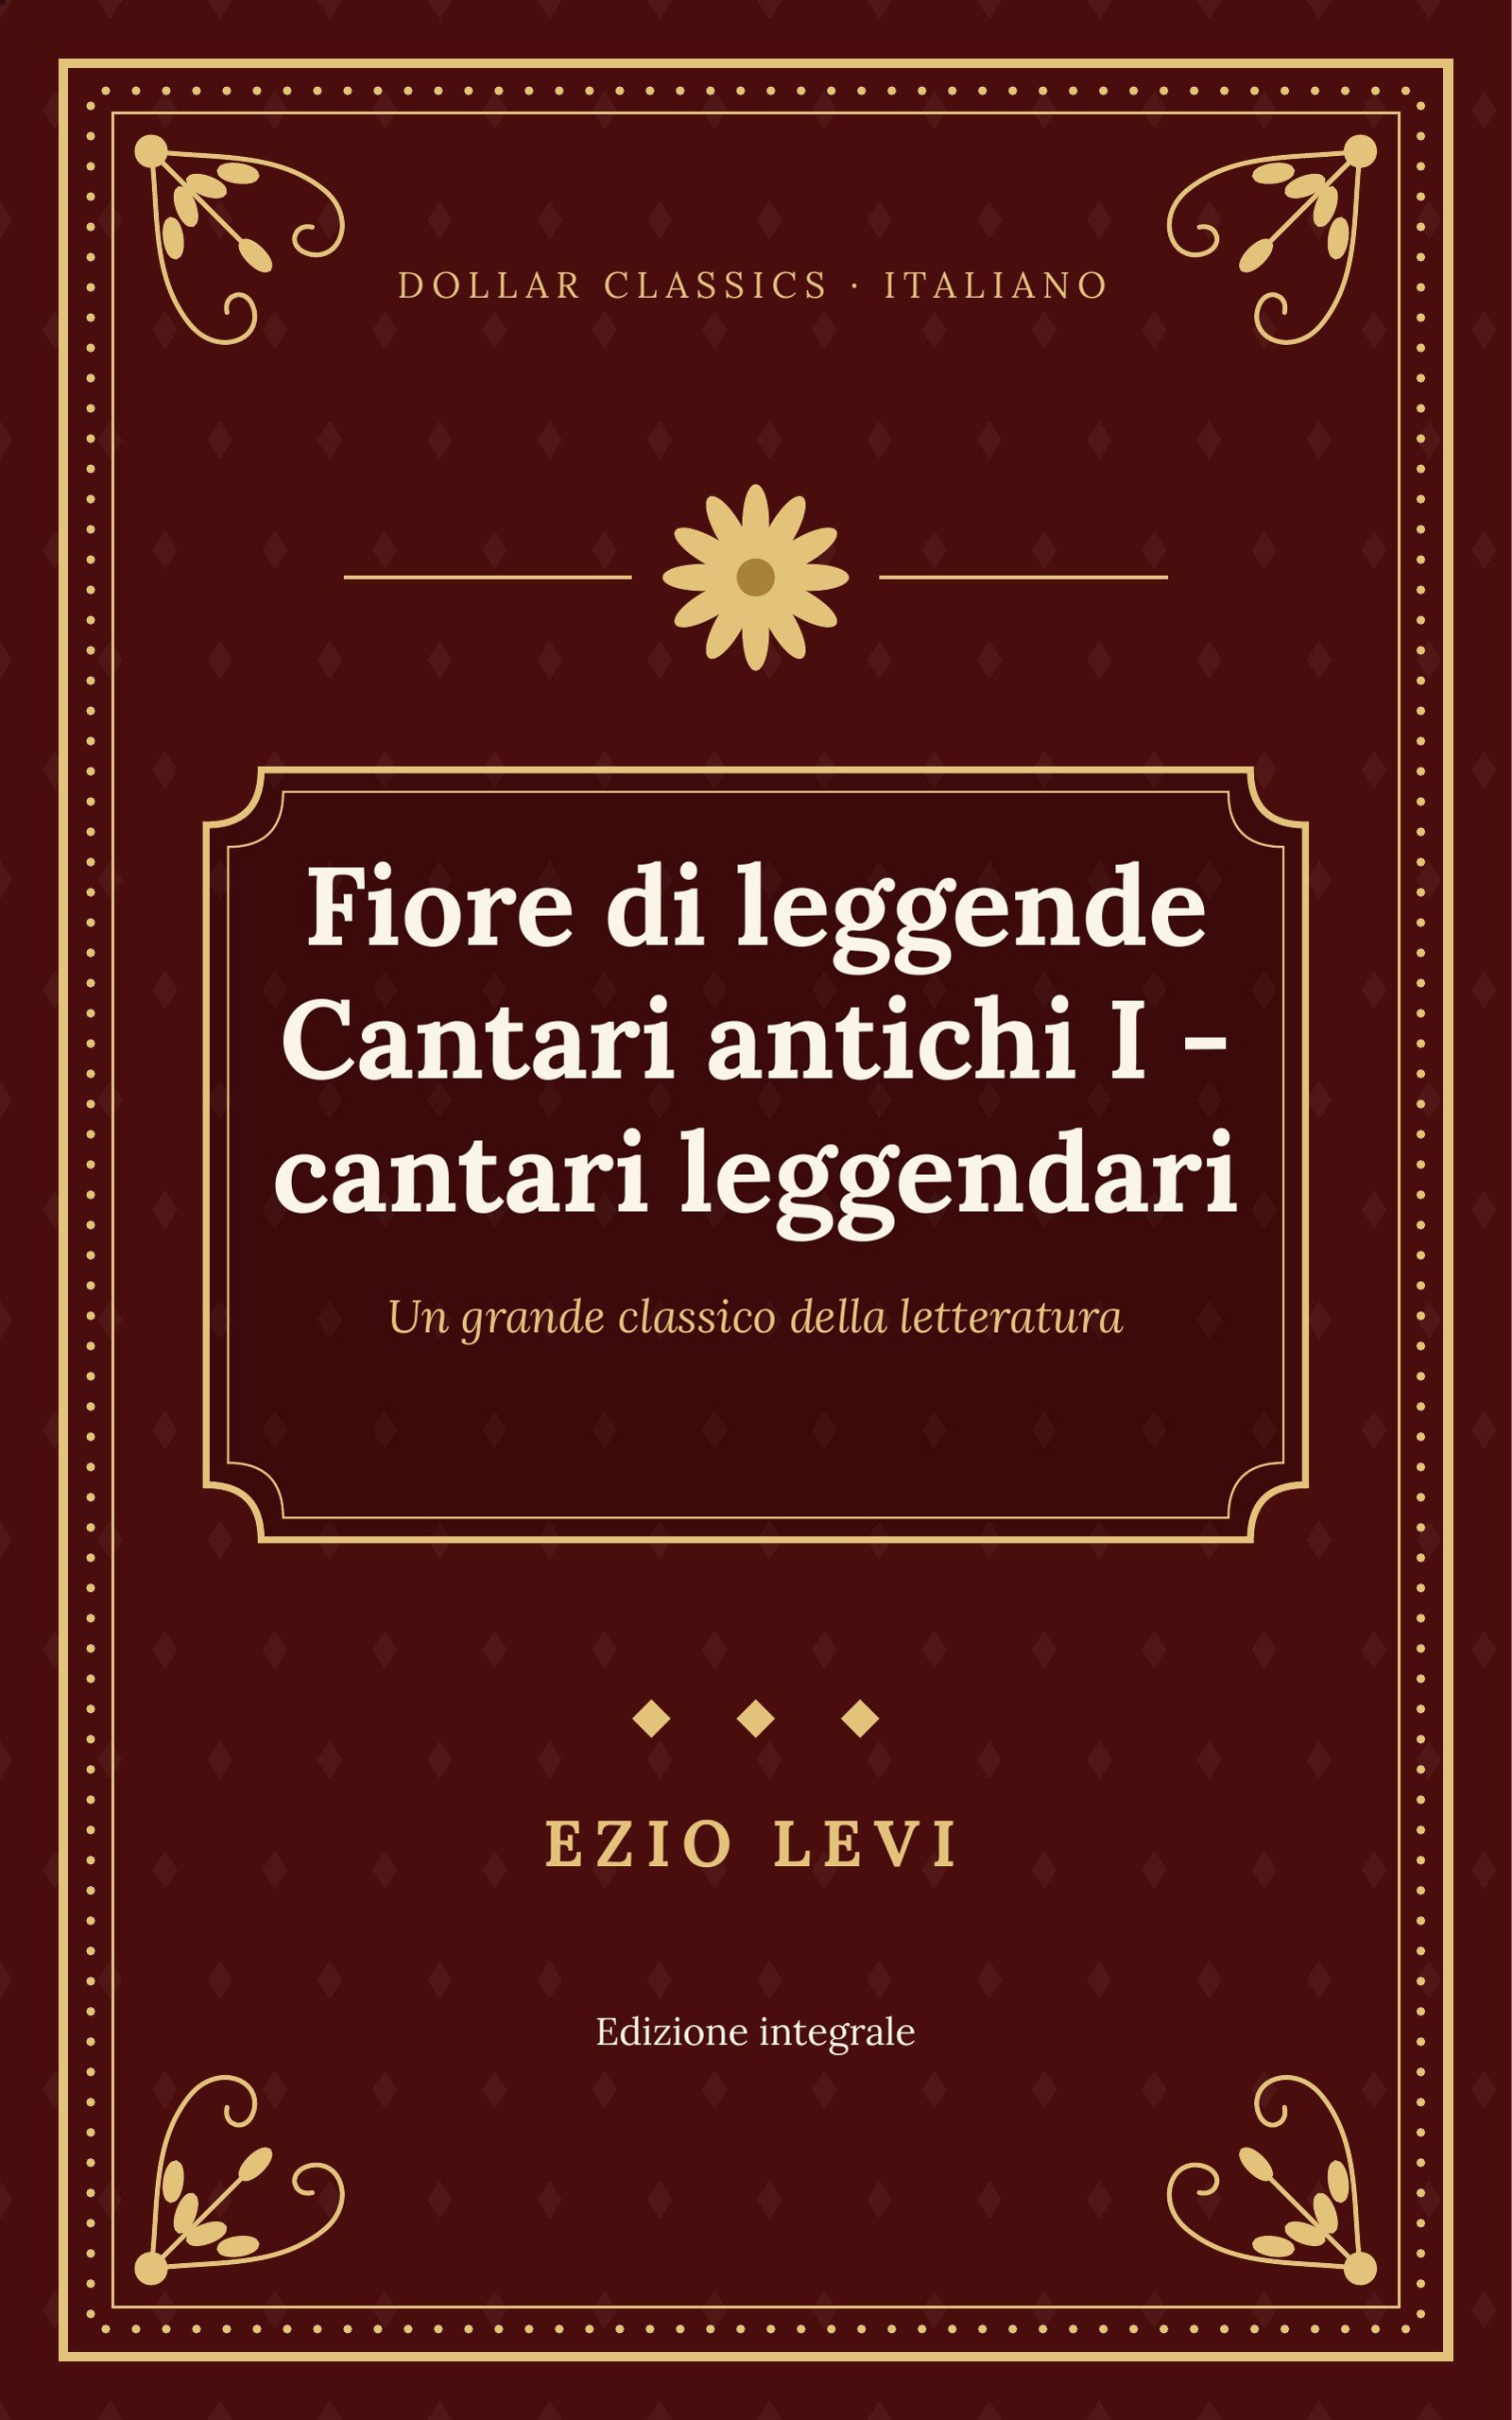 DOLLAR CLASSICS · ITALIANO
Fiore di leggende
Cantari antichi I -
cantari leggendari
Un grande classico della letteratura
EZIO LEVI
Edizione integrale